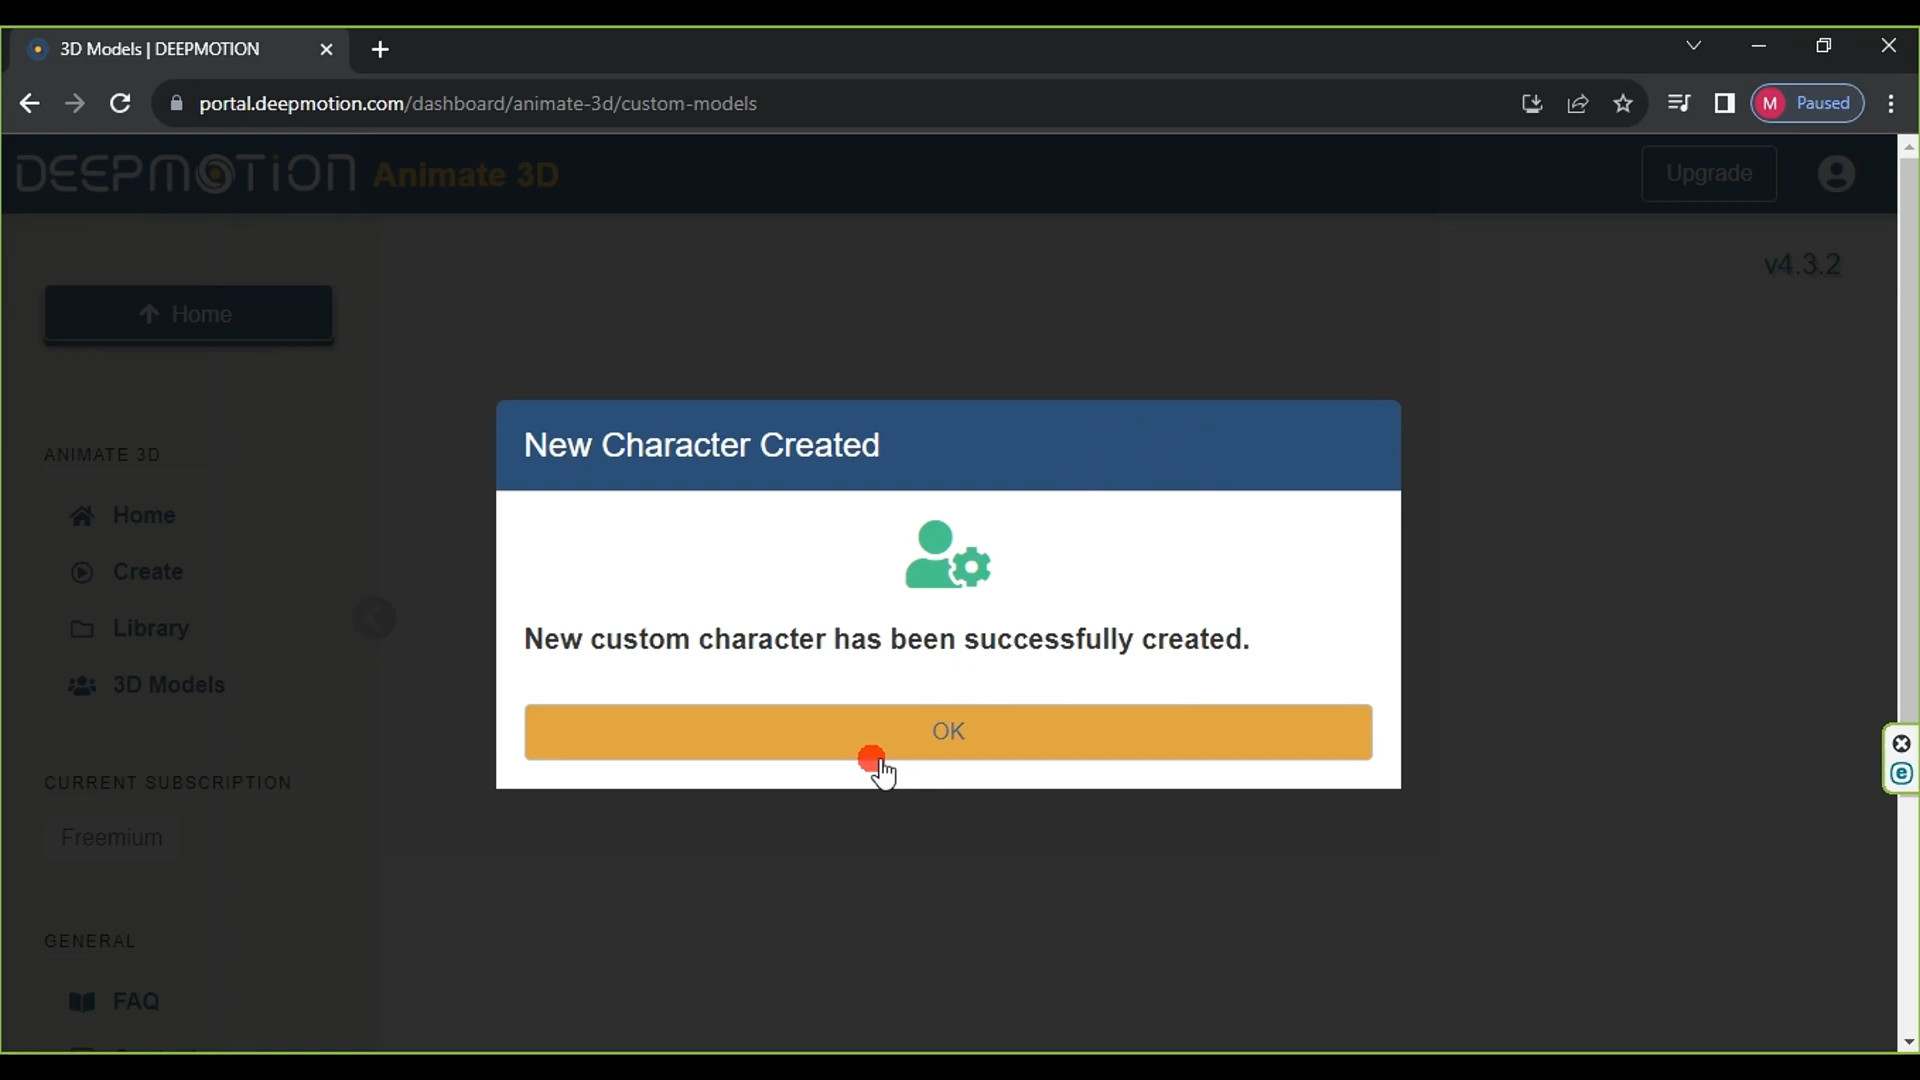 3D Models | DEEPMOTION
portal.deepmotion.com/dashboard/animate-3d/custom-models
M Paused
DEEPMOTION Animate 3D
Upgrade
v4.3.2
Home
ANIMATE 3D
Home
Create
Library
3D Models
CURRENT SUBSCRIPTION
Freemium
GENERAL
FAQ
New Character Created
New custom character has been successfully created.
OK
e